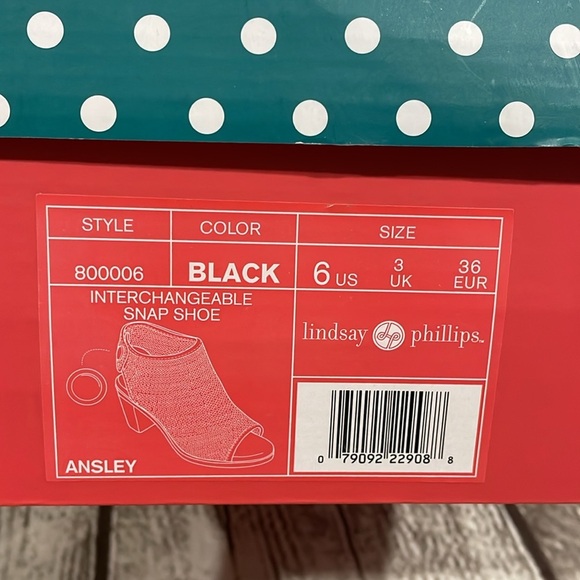 STYLE COLOR SIZE
800006 BLACK 6 US 3 UK 36 EUR
INTERCHANGEABLE
SNAP SHOE
lindsay phillips™
ANSLEY
0 79092 22908 8